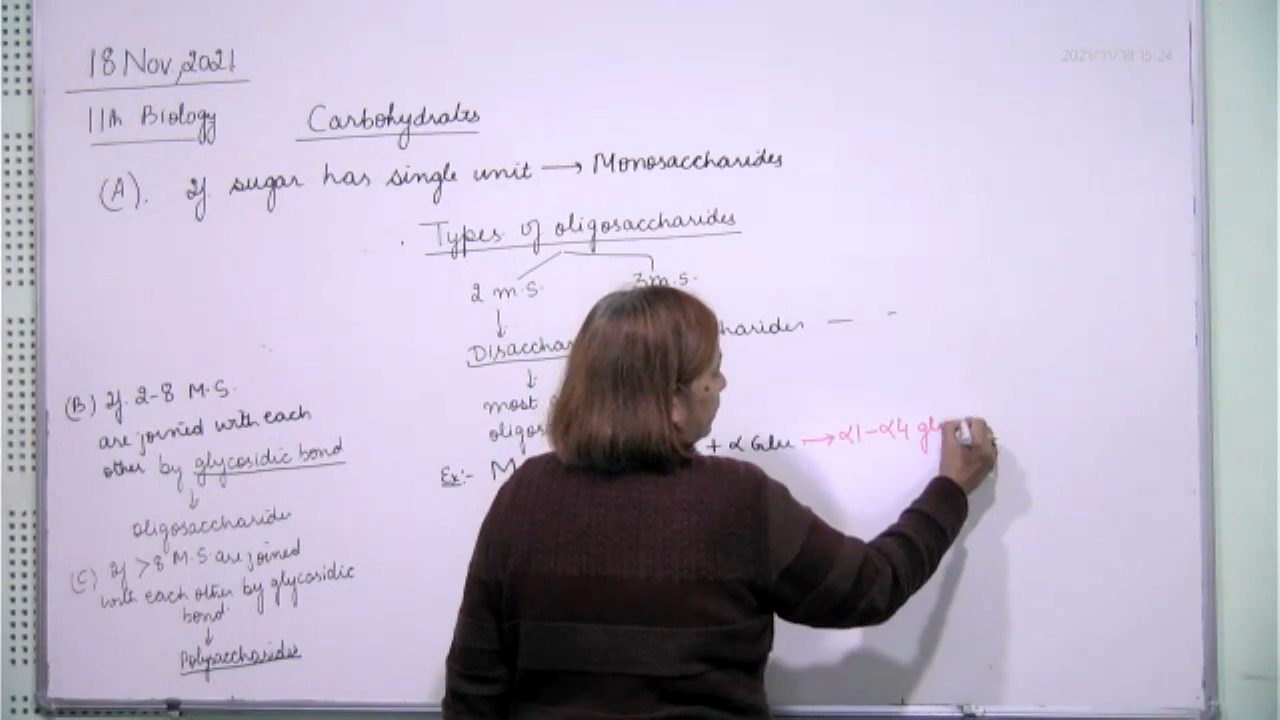 18 Nov, 2021
2021/11/18 15:24
11th Biology
Carbohydrates
(A). If sugar has single unit → Monosaccharides
Types of oligosaccharides
2 m.s.
3 m.s.
↓
Disacchar
harides — -
↓
most
oligos
Ex:- M
+ α Glu → α1-α4 gly
(B) If 2-8 M.S.
are joined with each
other by glycosidic bond
↓
oligosaccharide
(C) If >8 M.S. are joined
with each other by glycosidic
bond
↓
Polysaccharides